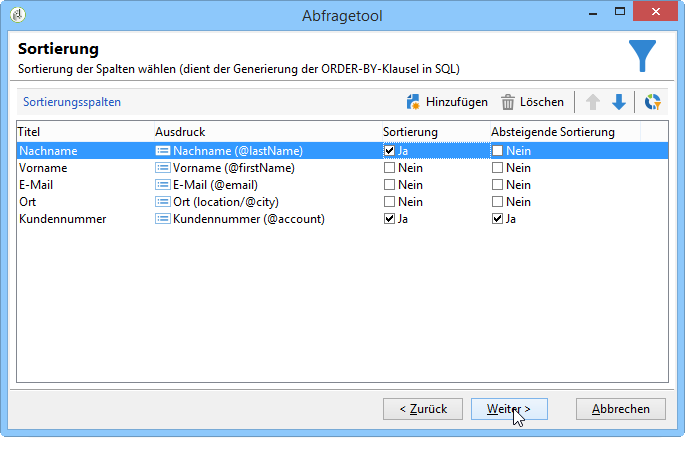 Abfragetool
Sortierung
Sortierung der Spalten wählen (dient der Generierung der ORDER-BY-Klausel in SQL)
Sortierungsspalten Hinzufügen Löschen
Titel Ausdruck Sortierung Absteigende Sortierung
Nachname Nachname (@lastName) Ja Nein
Vorname Vorname (@firstName) Nein Nein
E-Mail E-Mail (@email) Nein Nein
Ort Ort (location/@city) Nein Nein
Kundennummer Kundennummer (@account) Ja Ja
< Zurück Weiter > Abbrechen